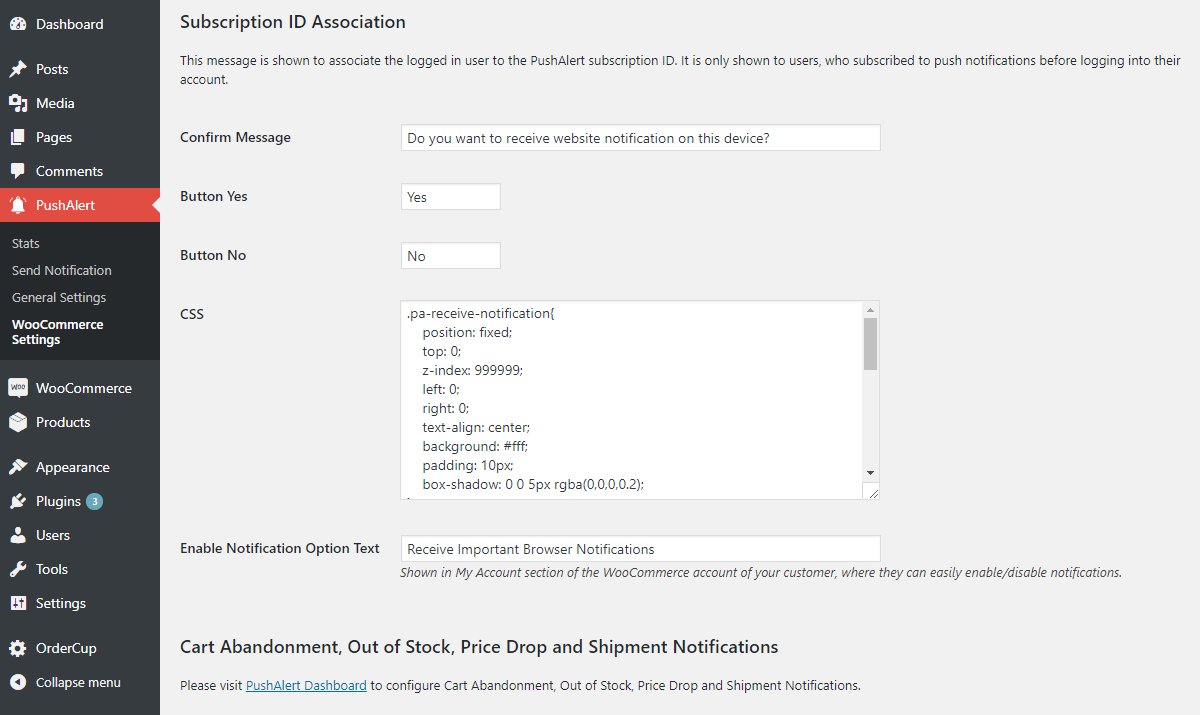 Dashboard
Posts
Media
Pages
Comments
PushAlert
Stats
Send Notification
General Settings
WooCommerce
Settings
WOO
WooCommerce
Products
Appearance
Plugins 3
Users
Tools
Settings
OrderCup
Collapse menu
Subscription ID Association
This message is shown to associate the logged in user to the PushAlert subscription ID. It is only shown to users, who subscribed to push notifications before logging into their
account.
Confirm Message
Do you want to receive website notification on this device?
Button Yes
Yes
Button No
No
CSS
.pa-receive-notification{
position: fixed;
top: 0;
z-index: 999999;
left: 0;
right: 0;
text-align: center;
background: #fff;
padding: 10px;
box-shadow: 0 0 5px rgba(0,0,0,0.2);
Enable Notification Option Text
Receive Important Browser Notifications
Shown in My Account section of the WooCommerce account of your customer, where they can easily enable/disable notifications.
Cart Abandonment, Out of Stock, Price Drop and Shipment Notifications
Please visit PushAlert Dashboard to configure Cart Abandonment, Out of Stock, Price Drop and Shipment Notifications.